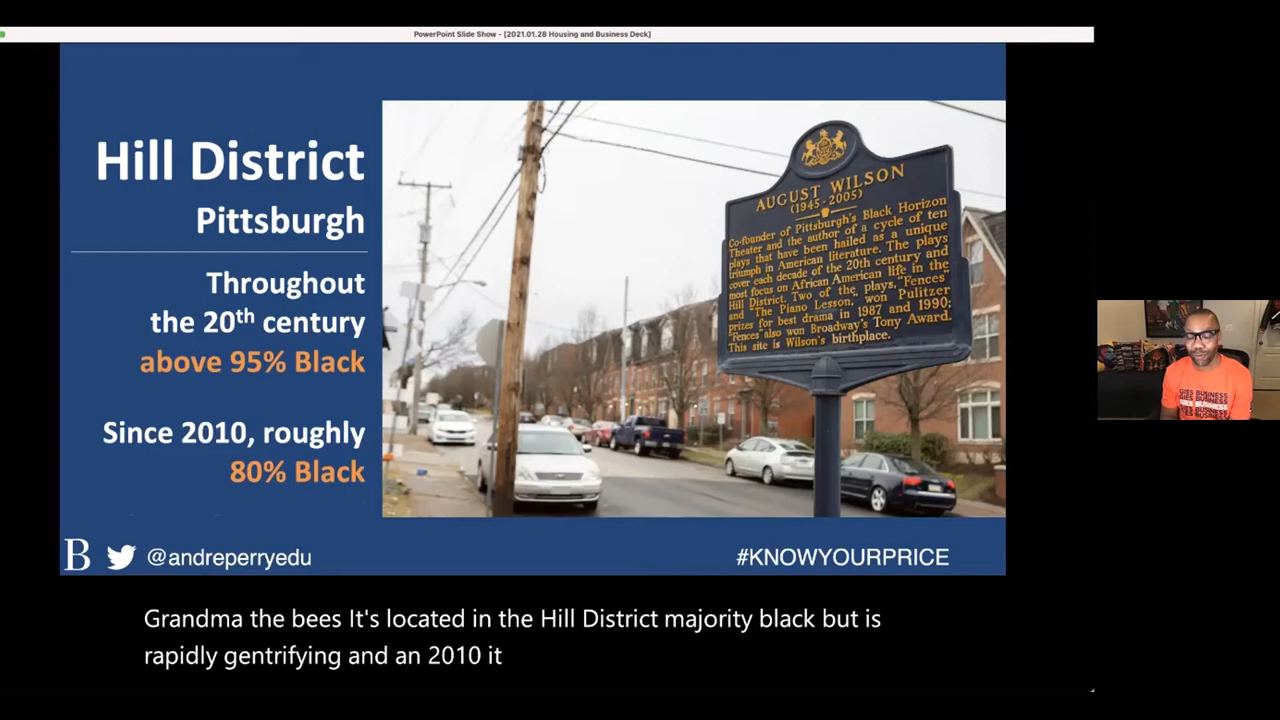 PowerPoint Slide Show - [2021.01.28 Housing and Business Deck]
Hill District
Pittsburgh
Throughout
the 20th century
above 95% Black
Since 2010, roughly
80% Black
AUGUST WILSON
(1945-2005)
Co-founder of Pittsburgh's Black Horizon
Theater and the author of a cycle of ten
plays that have been hailed as a unique
triumph in American literature. The plays
cover each decade of the 20th century and
most focus on African American life in the
Hill District. Two of the plays, "Fences"
and "The Piano Lesson," won Pulitzer
prizes for best drama in 1987 and 1990;
"Fences" also won Broadway's Tony Award.
This site is Wilson's birthplace.
B @andreperryedu
#KNOWYOURPRICE
GIES BUSINESS
GIES BUSINESS
GIES BUSINESS
Grandma the bees It's located in the Hill District majority black but is
rapidly gentrifying and an 2010 it